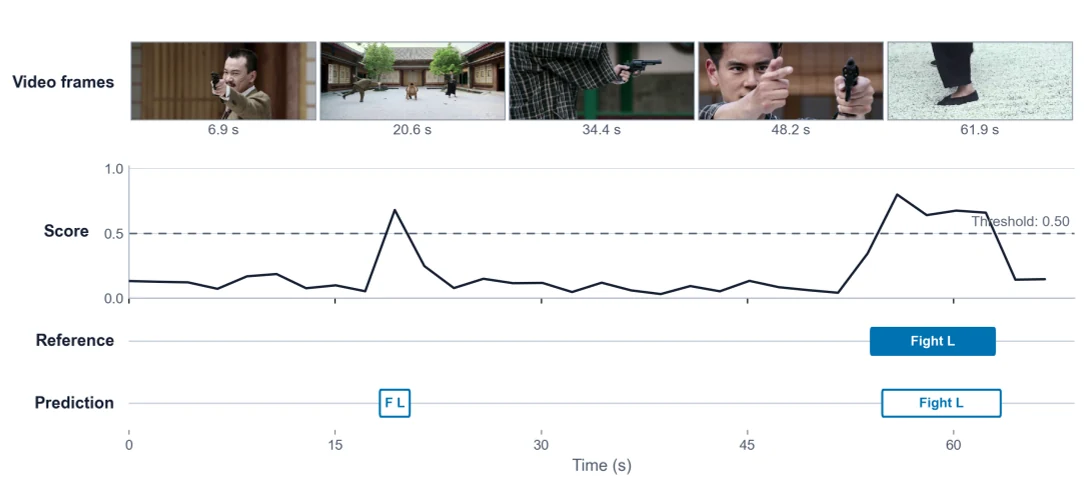 Video frames
6.9 s 20.6 s 34.4 s 48.2 s 61.9 s
1.0
Score 0.5 Threshold: 0.50
0.0
Reference Fight L
Prediction F L Fight L
0 15 30 45 60
Time (s)